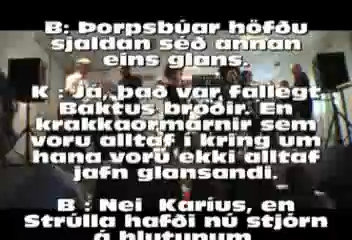 B: Þorpsbúar höfðu
sjaldan séð annan
eins glans.
K : Já, það var fallegt
Baktus bróðir. En
krakkaormarnir sem
voru alltaf í kring um
hana voru ekki alltaf
jafn glansandi.
B : Nei Karíus, en
Strúlla hafði nú stjórn
á hlutunum